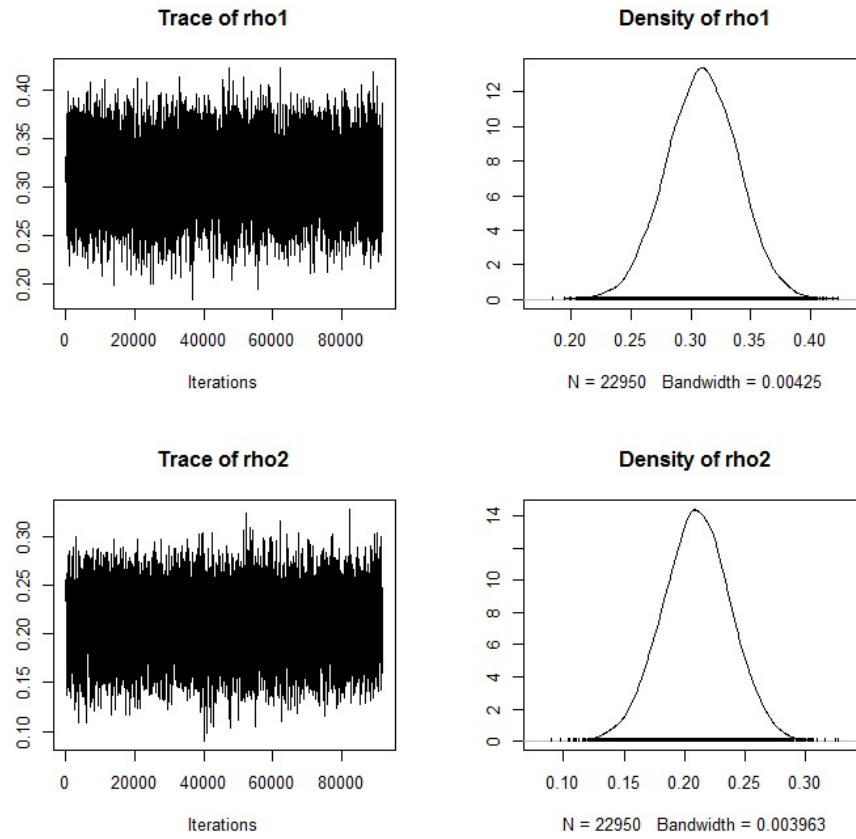 Trace of rho1
0.40
0.35
0.30
0.25
0.20
0 20000 40000 60000 80000
Iterations
Density of rho1
12
10
8
6
4
2
0
0.20 0.25 0.30 0.35 0.40
N = 22950 Bandwidth = 0.00425
Trace of rho2
0.30
0.25
0.20
0.15
0.10
0 20000 40000 60000 80000
Iterations
Density of rho2
14
10
8
6
4
2
0
0.10 0.15 0.20 0.25 0.30
N = 22950 Bandwidth = 0.003963